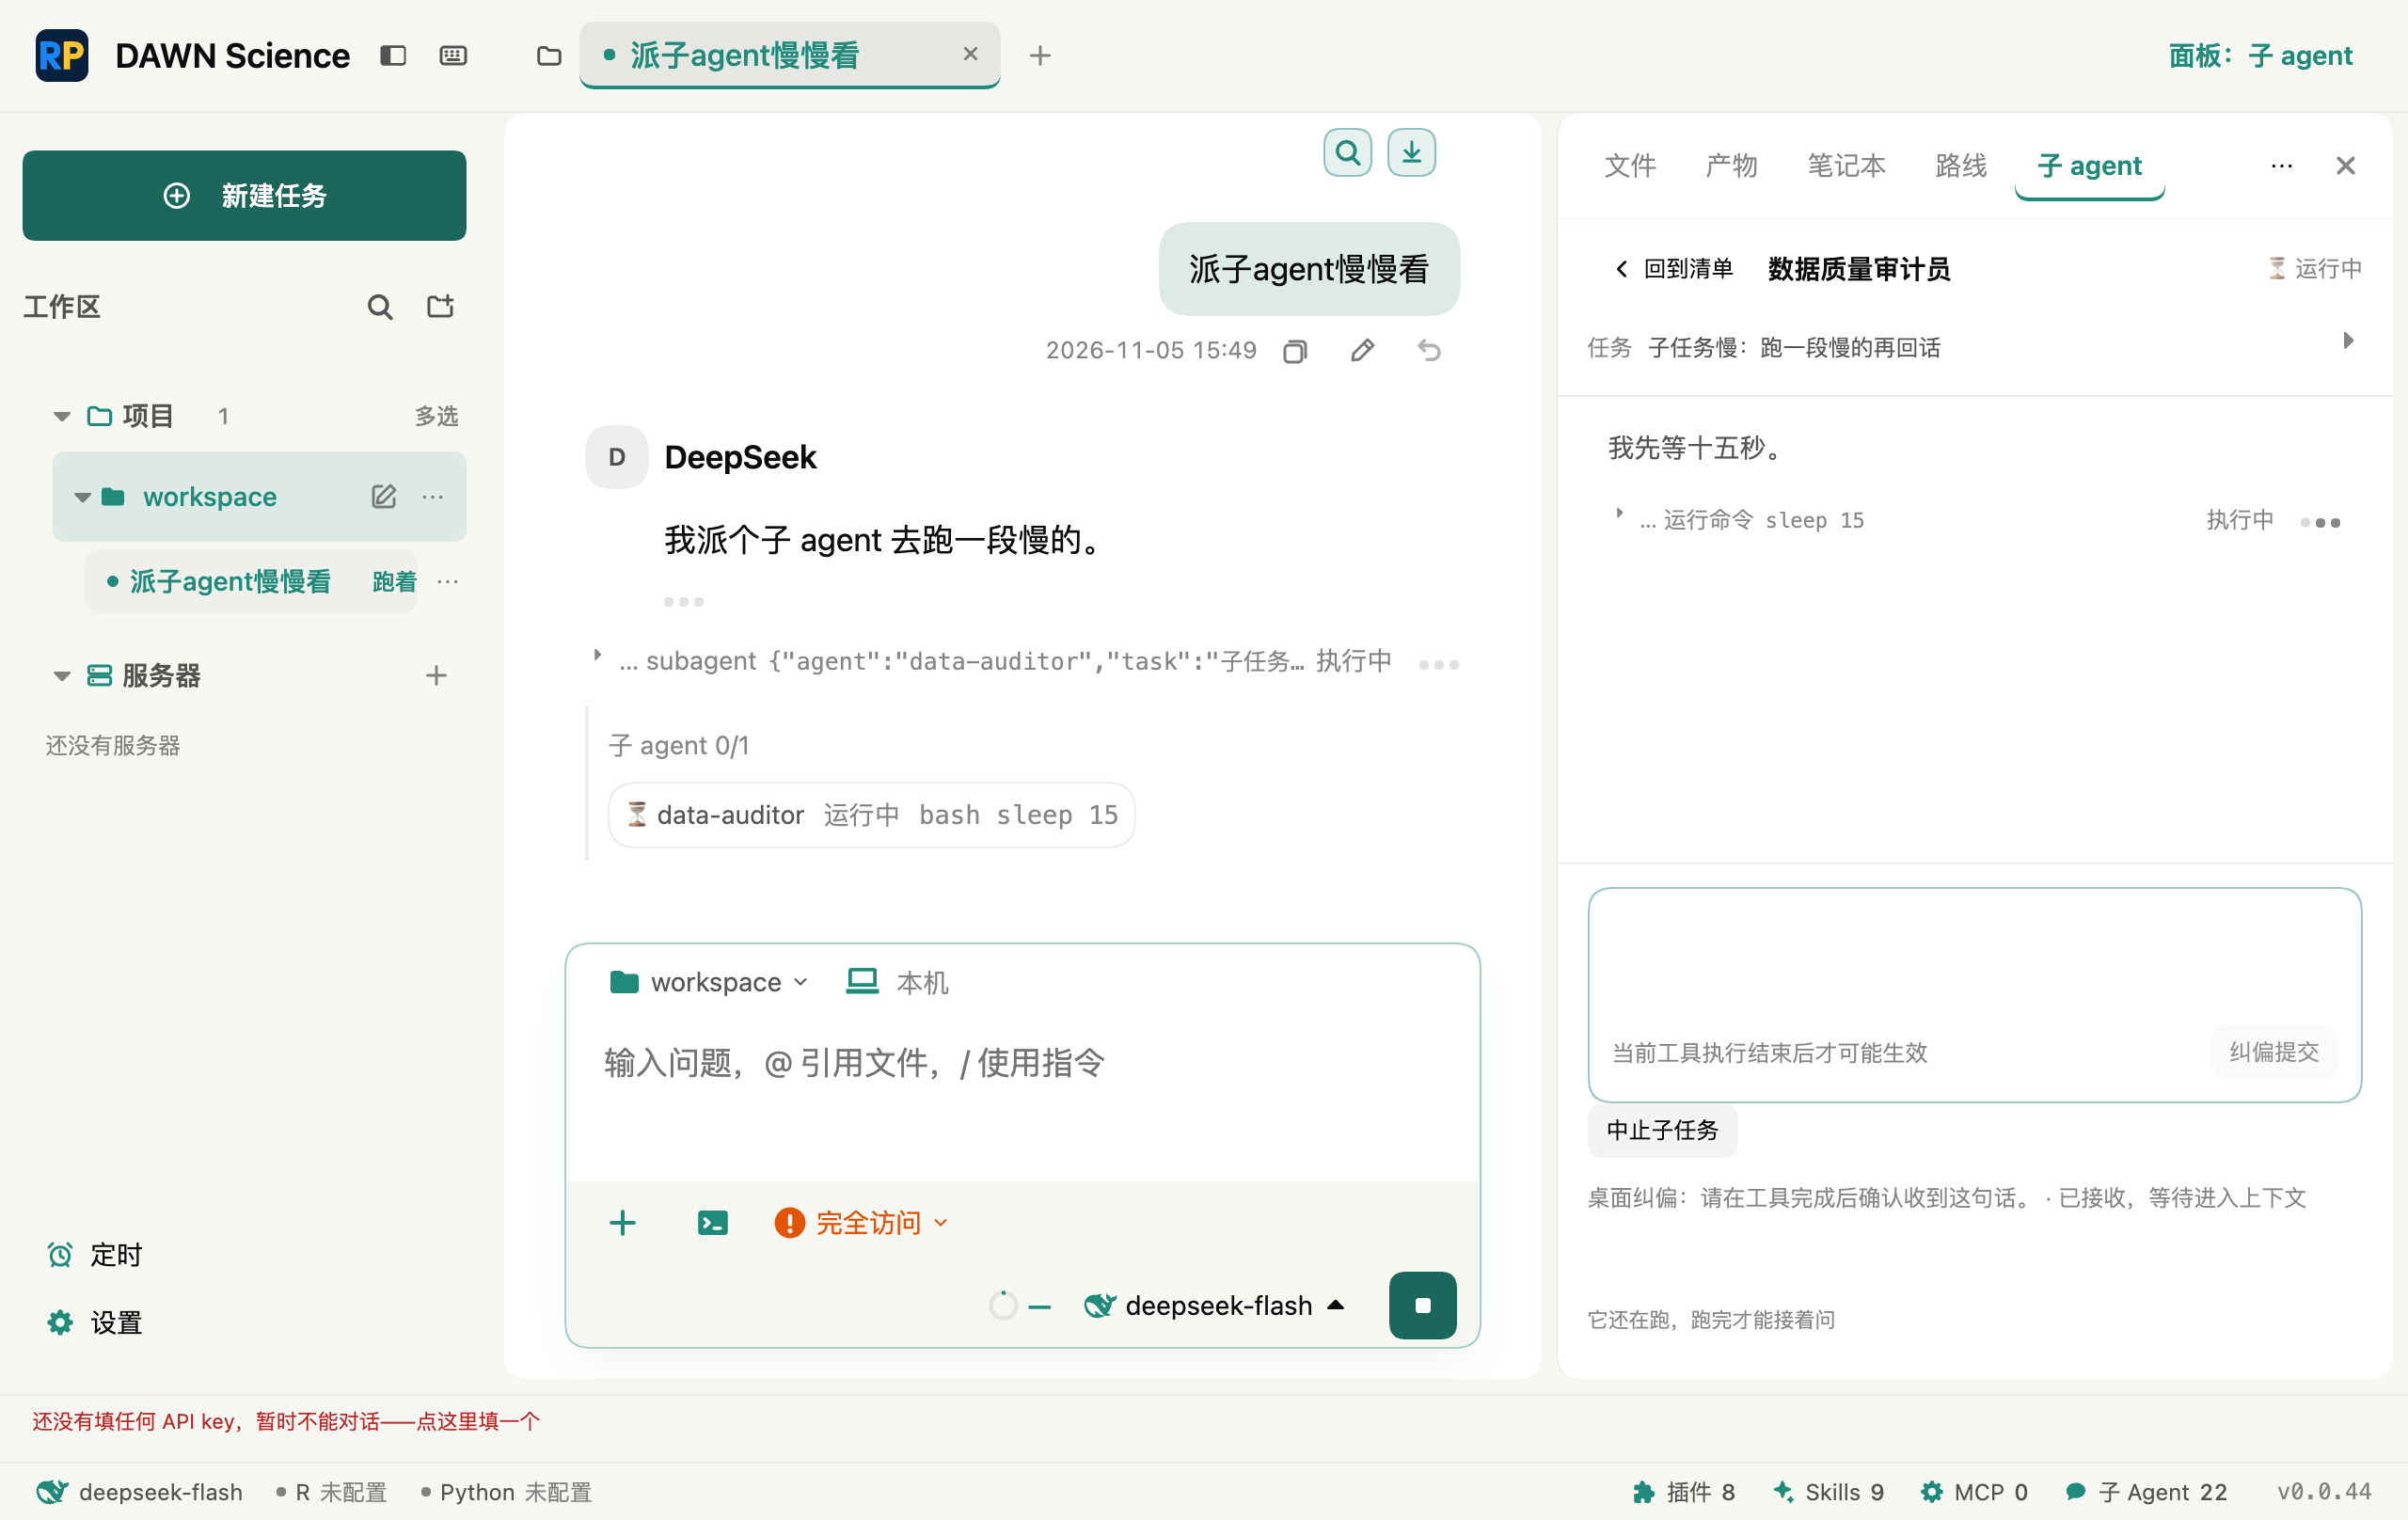 RP DAWN Science
派子agent慢慢看
面板：子 agent
新建任务
工作区
项目 1 多选
workspace
派子agent慢慢看 跑着
服务器
还没有服务器
定时
设置
派子agent慢慢看
2026-11-05 15:49
D DeepSeek
我派个子 agent 去跑一段慢的。
... subagent {"agent":"data-auditor","task":"子任务… 执行中
子 agent 0/1
data-auditor 运行中 bash sleep 15
workspace 本机
输入问题，@ 引用文件，/ 使用指令
完全访问
deepseek-flash
文件 产物 笔记本 路线 子 agent
回到清单 数据质量审计员 运行中
任务 子任务慢：跑一段慢的再回话
我先等十五秒。
... 运行命令 sleep 15 执行中
当前工具执行结束后才可能生效 纠偏提交
中止子任务
桌面纠偏：请在工具完成后确认收到这句话。 · 已接收，等待进入上下文
它还在跑，跑完才能接着问
还没有填任何 API key，暂时不能对话——点这里填一个
deepseek-flash R 未配置 Python 未配置
插件 8 Skills 9 MCP 0 子 Agent 22 v0.0.44